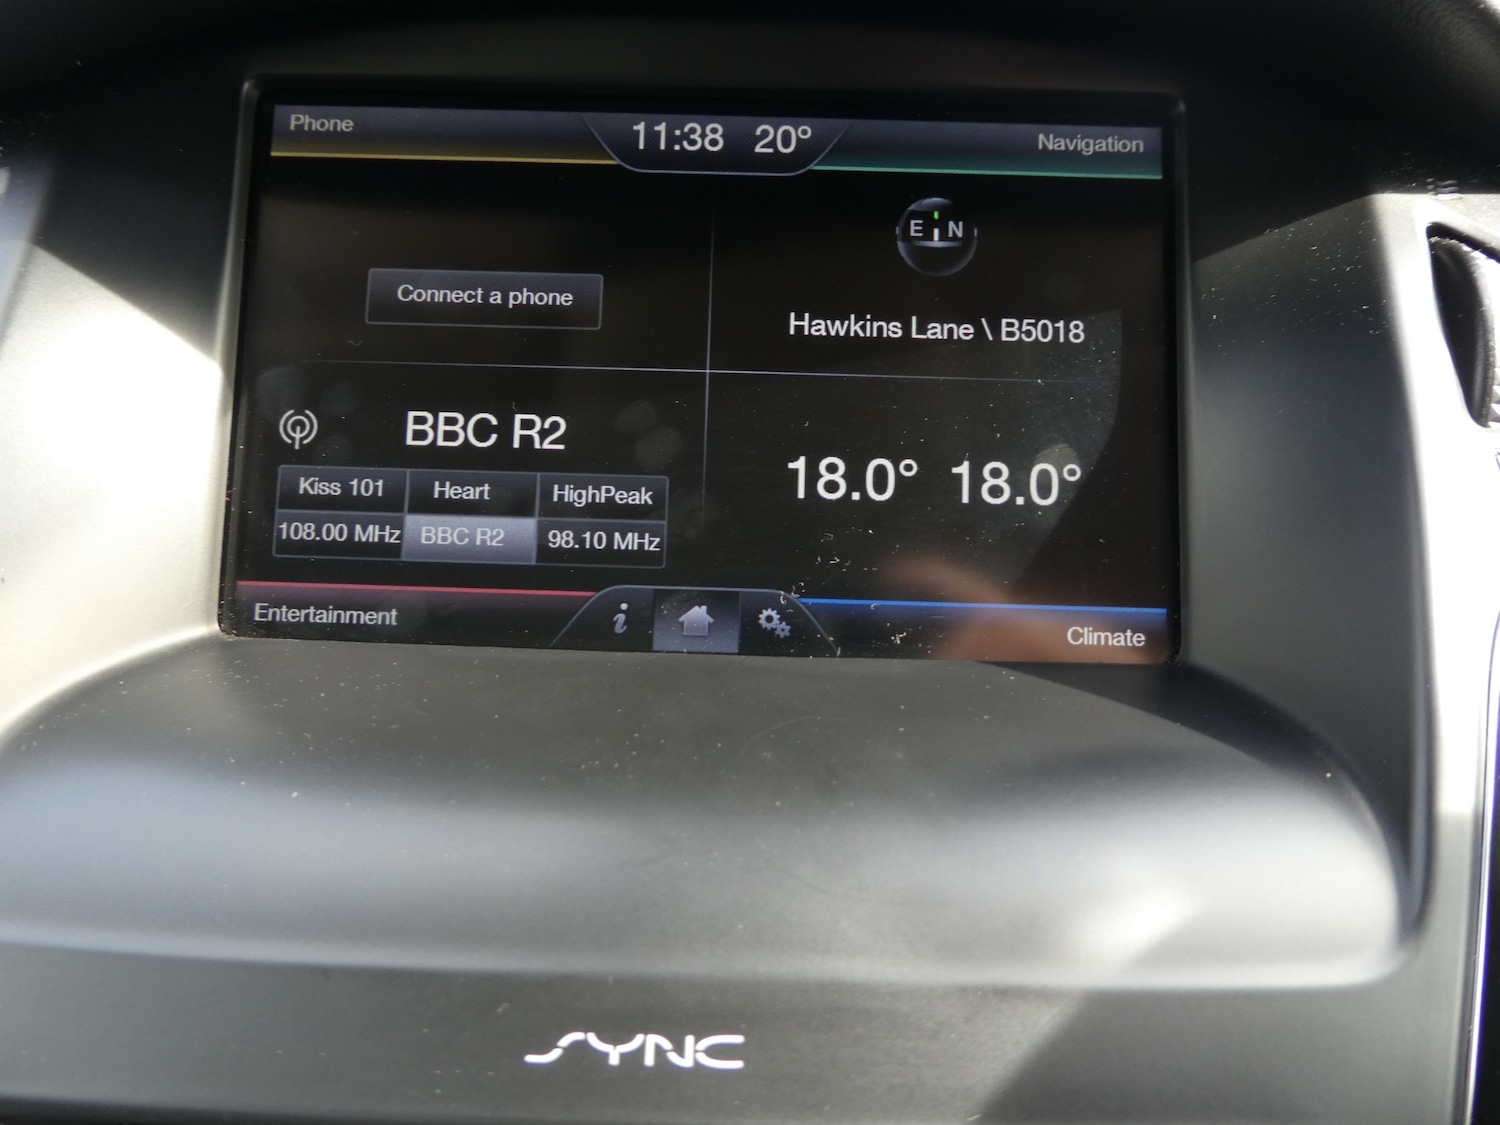 Phone
11:38 20°
Navigation
E N
Connect a phone
Hawkins Lane \ B5018
BBC R2
Kiss 101 Heart HighPeak
108.00 MHz BBC R2 98.10 MHz
18.0° 18.0°
Entertainment
i
Climate
SYNC